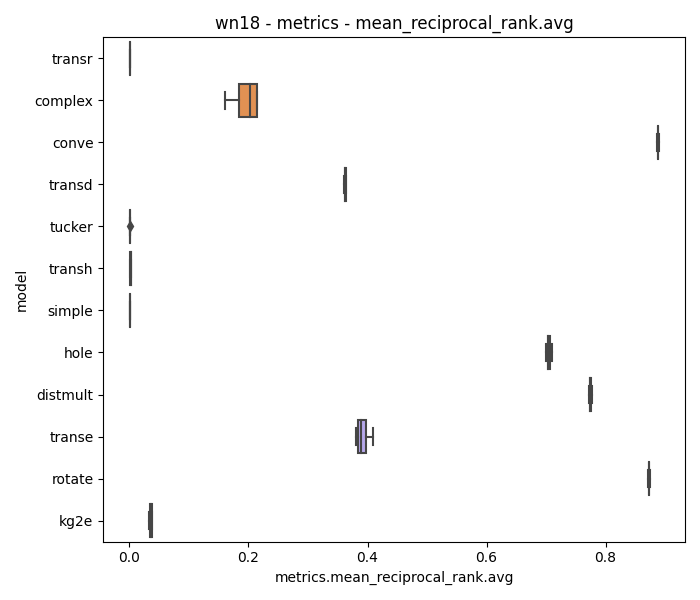 wn18 - metrics - mean_reciprocal_rank.avg
transr
complex
conve
transd
tucker
transh
simple
hole
distmult
transe
rotate
kg2e
model
0.0 0.2 0.4 0.6 0.8
metrics.mean_reciprocal_rank.avg